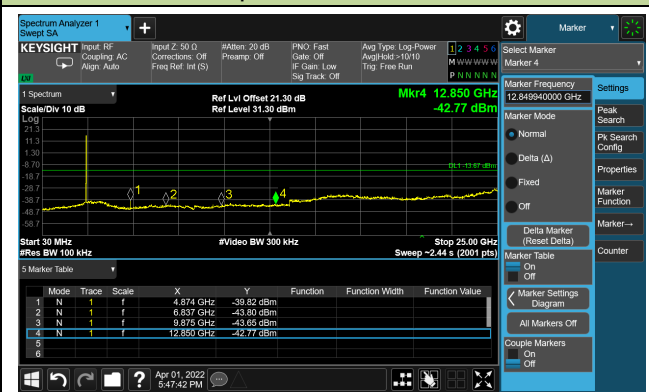 Spectrum Analyzer 1
Swept SA
+
Marker
KEYSIGHT
Input: RF
Coupling: AC
Align: Auto
Input Z: 50 Ω
Corrections: Off
Freq Ref: Int (S)
#Atten: 20 dB
Preamp: Off
PNO: Fast
Gate: Off
IF Gain: Low
Sig Track: Off
Avg Type: Log-Power
Avg|Hold:>10/10
Trig: Free Run
1 2 3 4 5 6
M W W W W W
P N N N N N
LXI
Select Marker
Marker 4
1 Spectrum
Scale/Div 10 dB
Ref Lvl Offset 21.30 dB
Ref Level 31.30 dBm
Mkr4 12.850 GHz
-42.77 dBm
Log
21.3
11.3
1.30
-8.70
-18.7
-28.7
-38.7
-48.7
-58.7
DL1 -13.67 dBm
1
2
3
4
Start 30 MHz
#Res BW 100 kHz
#Video BW 300 kHz
Stop 25.00 GHz
Sweep ~2.44 s (2001 pts)
5 Marker Table
Mode Trace Scale X Y Function Function Width Function Value
1 N 1 f 4.874 GHz -39.82 dBm
2 N 1 f 6.837 GHz -43.80 dBm
3 N 1 f 9.875 GHz -43.65 dBm
4 N 1 f 12.850 GHz -42.77 dBm
5
6
Marker Frequency
12.849940000 GHz
Marker Mode
Normal
Delta (Δ)
Fixed
Off
Delta Marker
(Reset Delta)
Marker Table
On
Off
Marker Settings
Diagram
All Markers Off
Couple Markers
On
Off
Settings
Peak
Search
Pk Search
Config
Properties
Marker
Function
Marker→
Counter
?
Apr 01, 2022
5:47:42 PM